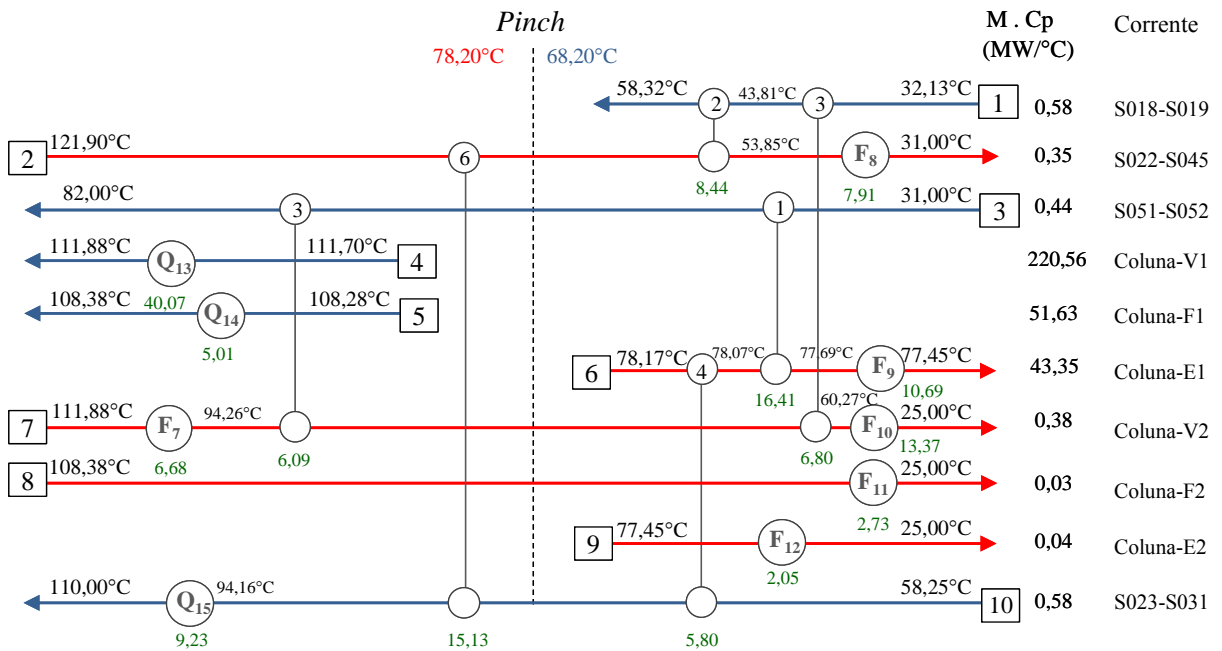 Pinch
78,20°C 68,20°C
M . Cp
(MW/°C)
Corrente
58,32°C 2 43,81°C 3 32,13°C 1 0,58 S018-S019
2 121,90°C 6 53,85°C F8 31,00°C 0,35 S022-S045
8,44 7,91
82,00°C 3 1 31,00°C 3 0,44 S051-S052
111,88°C Q13 111,70°C 4 220,56 Coluna-V1
40,07
108,38°C Q14 108,28°C 5 51,63 Coluna-F1
5,01
6 78,17°C 4 78,07°C 77,69°C F9 77,45°C 43,35 Coluna-E1
16,41 10,69
7 111,88°C F7 94,26°C 60,27°C F10 25,00°C 0,38 Coluna-V2
6,68 6,09 6,80 13,37
8 108,38°C F11 25,00°C 0,03 Coluna-F2
2,73
9 77,45°C F12 25,00°C 0,04 Coluna-E2
2,05
110,00°C Q15 94,16°C 58,25°C 10 0,58 S023-S031
9,23 15,13 5,80